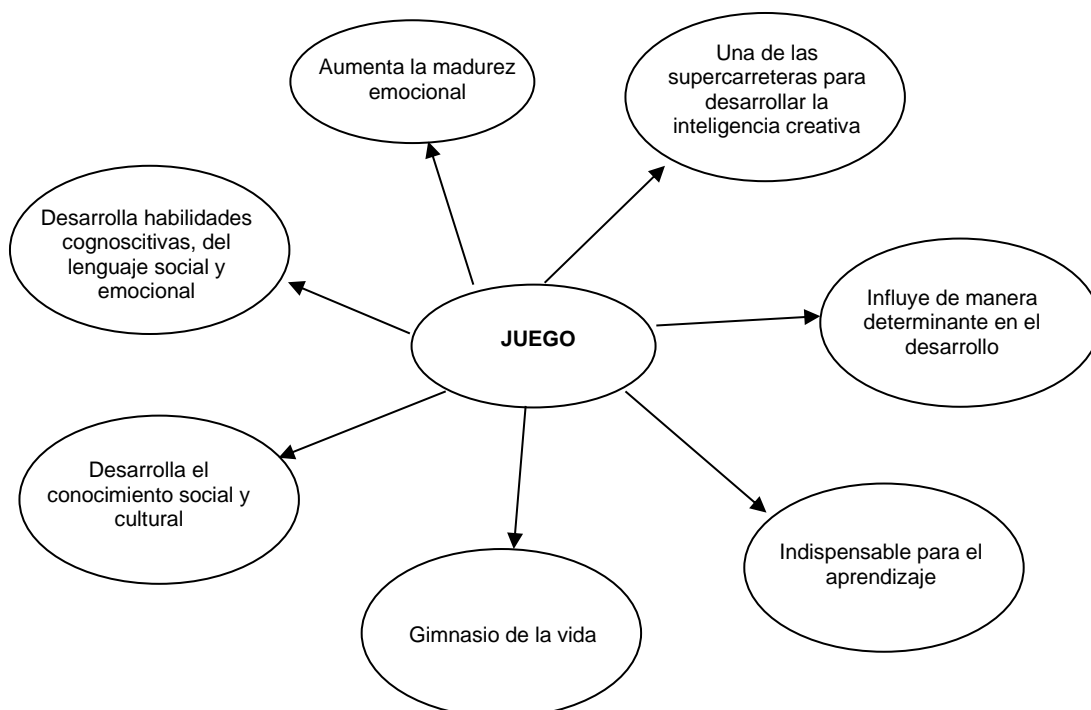 Aumenta la madurez
emocional
Una de las
supercarreteras para
desarrollar la
inteligencia creativa
Desarrolla habilidades
cognoscitivas, del
lenguaje social y
emocional
JUEGO
Influye de manera
determinante en el
desarrollo
Desarrolla el
conocimiento social y
cultural
Gimnasio de la vida
Indispensable para el
aprendizaje